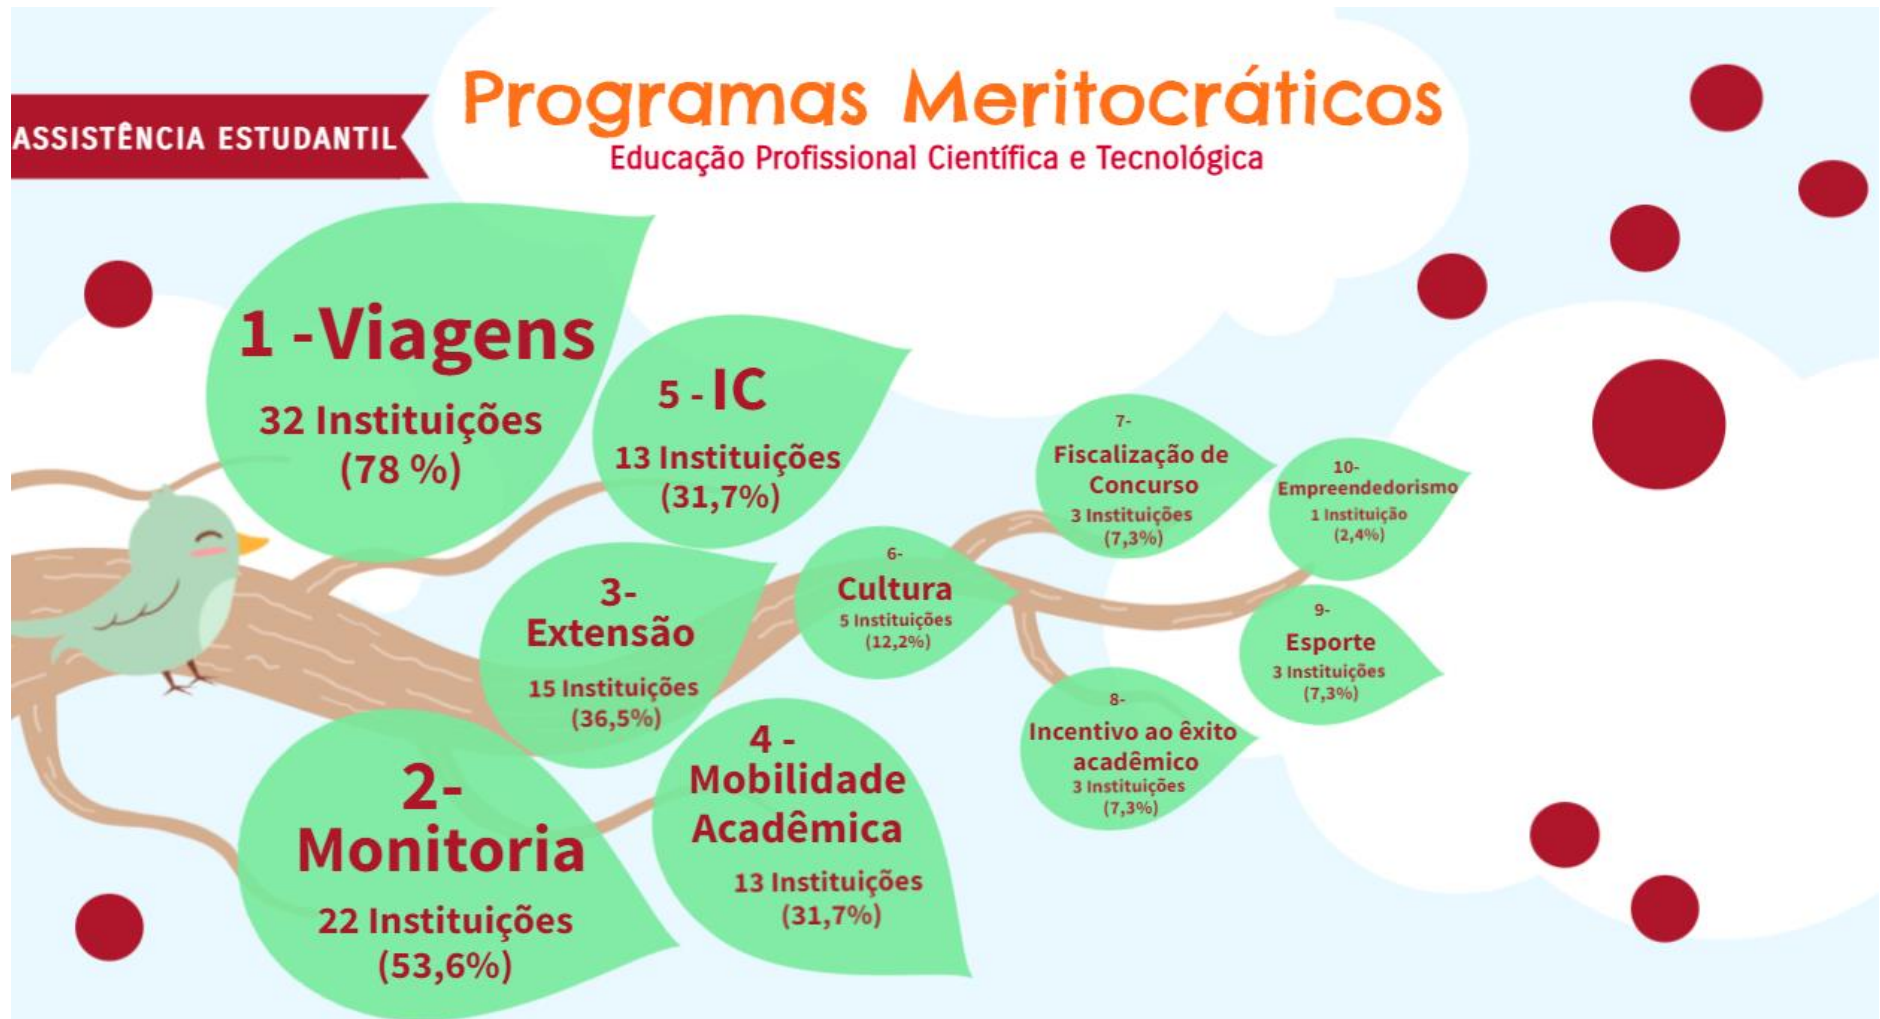 ASSISTÊNCIA ESTUDANTIL
Programas Meritocráticos
Educação Profissional Científica e Tecnológica
1 -Viagens
32 Instituições
(78 %)
2-
Monitoria
22 Instituições
(53,6%)
3-
Extensão
15 Instituições
(36,5%)
4 -
Mobilidade
Acadêmica
13 Instituições
(31,7%)
5 - IC
13 Instituições
(31,7%)
6-
Cultura
5 Instituições
(12,2%)
7-
Fiscalização de
Concurso
3 Instituições
(7,3%)
8-
Incentivo ao êxito
acadêmico
3 Instituições
(7,3%)
9-
Esporte
3 Instituições
(7,3%)
10-
Empreendedorismo
1 Instituição
(2,4%)